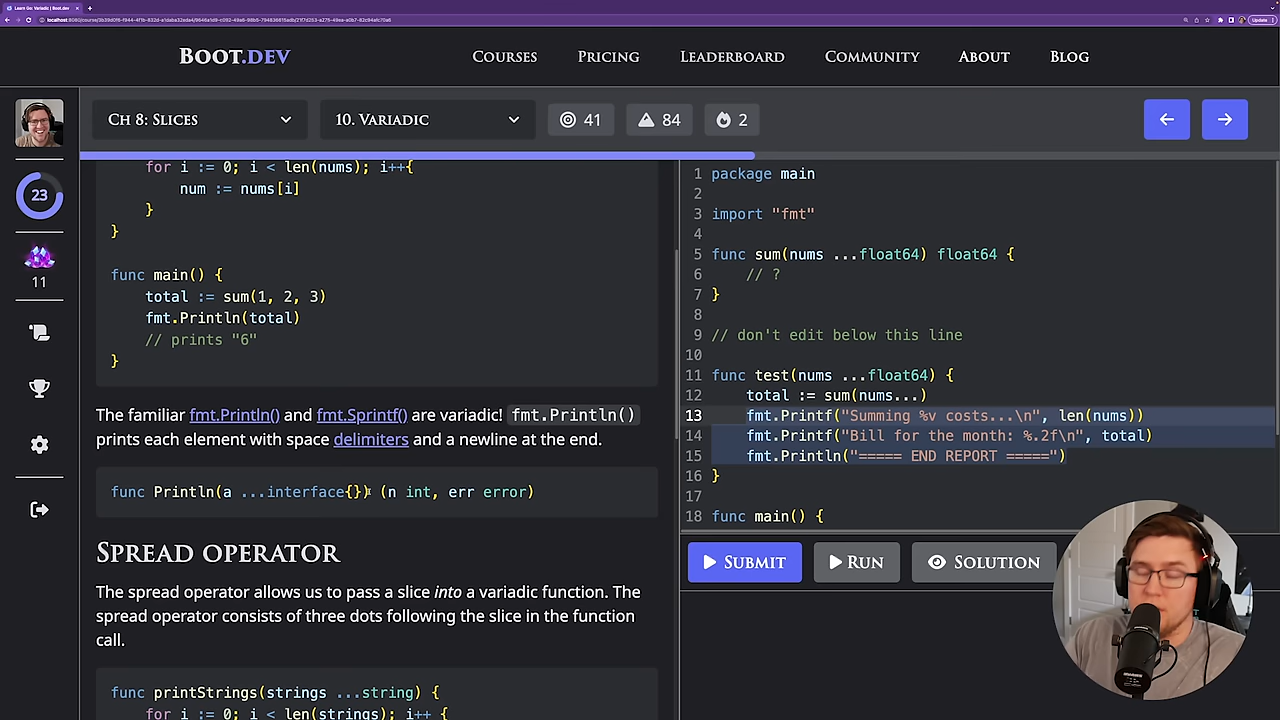 Learn Go: Variadic | Boot.dev
Update
BOOT.DEV
COURSES
PRICING
LEADERBOARD
COMMUNITY
ABOUT
BLOG
CH 8: SLICES
10. VARIADIC
41
84
2
23
11
for i := 0; i < len(nums); i++{
num := nums[i]
}
}
func main() {
total := sum(1, 2, 3)
fmt.Println(total)
// prints "6"
}
The familiar fmt.Println() and fmt.Sprintf() are variadic! fmt.Println()
prints each element with space delimiters and a newline at the end.
func Println(a ...interface{}) (n int, err error)
SPREAD OPERATOR
The spread operator allows us to pass a slice into a variadic function. The
spread operator consists of three dots following the slice in the function
call.
func printStrings(strings ...string) {
for i := 0; i < len(strings); i++ {
1 package main
2
3 import "fmt"
4
5 func sum(nums ...float64) float64 {
6 // ?
7 }
8
9 // don't edit below this line
10
11 func test(nums ...float64) {
12 total := sum(nums...)
13 fmt.Printf("Summing %v costs...\n", len(nums))
14 fmt.Printf("Bill for the month: %.2f\n", total)
15 fmt.Println("===== END REPORT =====")
16 }
17
18 func main() {
SUBMIT
RUN
SOLUTION